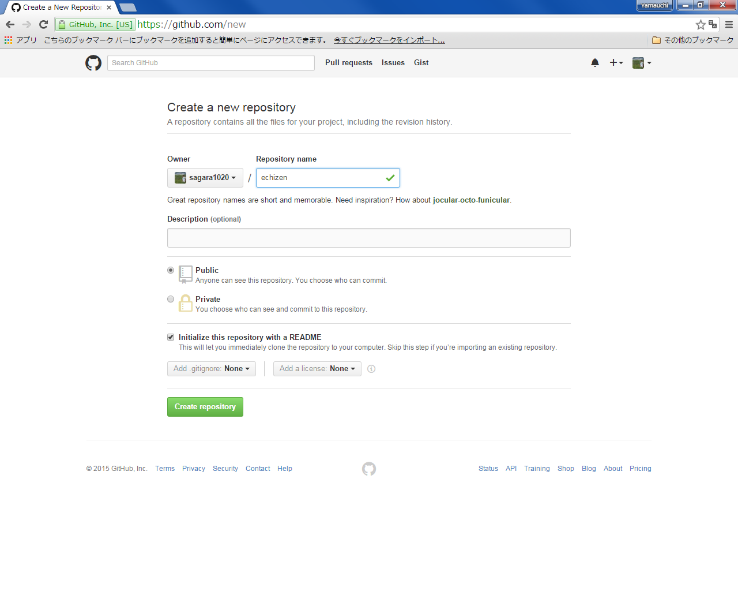 Create a New Repositor
Yamauchi
GitHub, Inc. [US] https://github.com/new
アプリ こちらのブックマーク バーにブックマークを追加すると簡単にページにアクセスできます。 今すぐブックマークをインポート... その他のブックマーク
Search GitHub Pull requests Issues Gist
Create a new repository
A repository contains all the files for your project, including the revision history.
Owner Repository name
sagara1020 / echizen
Great repository names are short and memorable. Need inspiration? How about jocular-octo-funicular.
Description (optional)
Public
Anyone can see this repository. You choose who can commit.
Private
You choose who can see and commit to this repository.
Initialize this repository with a README
This will let you immediately clone the repository to your computer. Skip this step if you're importing an existing repository.
Add .gitignore: None Add a license: None
Create repository
© 2015 GitHub, Inc. Terms Privacy Security Contact Help Status API Training Shop Blog About Pricing